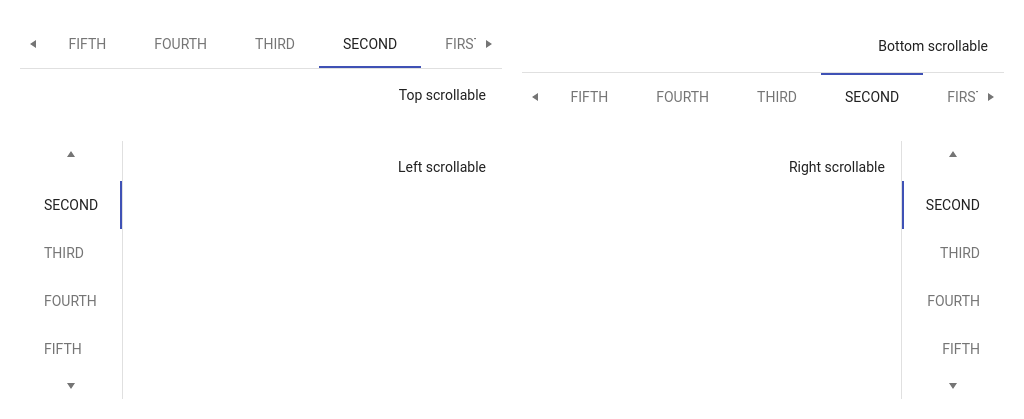 FIFTH FOURTH THIRD SECOND FIRS
Top scrollable
Bottom scrollable
FIFTH FOURTH THIRD SECOND FIRS
Left scrollable
SECOND
THIRD
FOURTH
FIFTH
Right scrollable
SECOND
THIRD
FOURTH
FIFTH